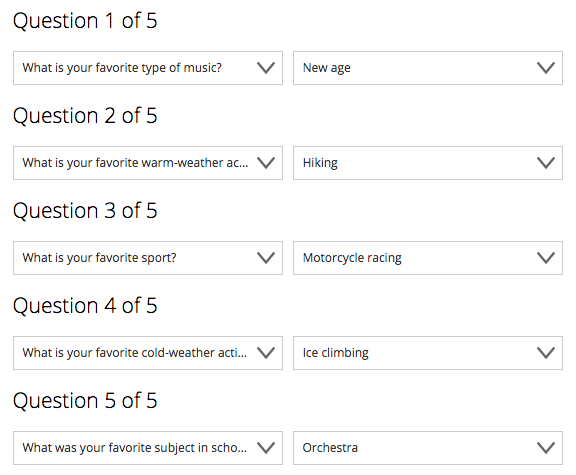 Question 1 of 5
What is your favorite type of music? New age
Question 2 of 5
What is your favorite warm-weather ac... Hiking
Question 3 of 5
What is your favorite sport? Motorcycle racing
Question 4 of 5
What is your favorite cold-weather acti... Ice climbing
Question 5 of 5
What was your favorite subject in scho... Orchestra